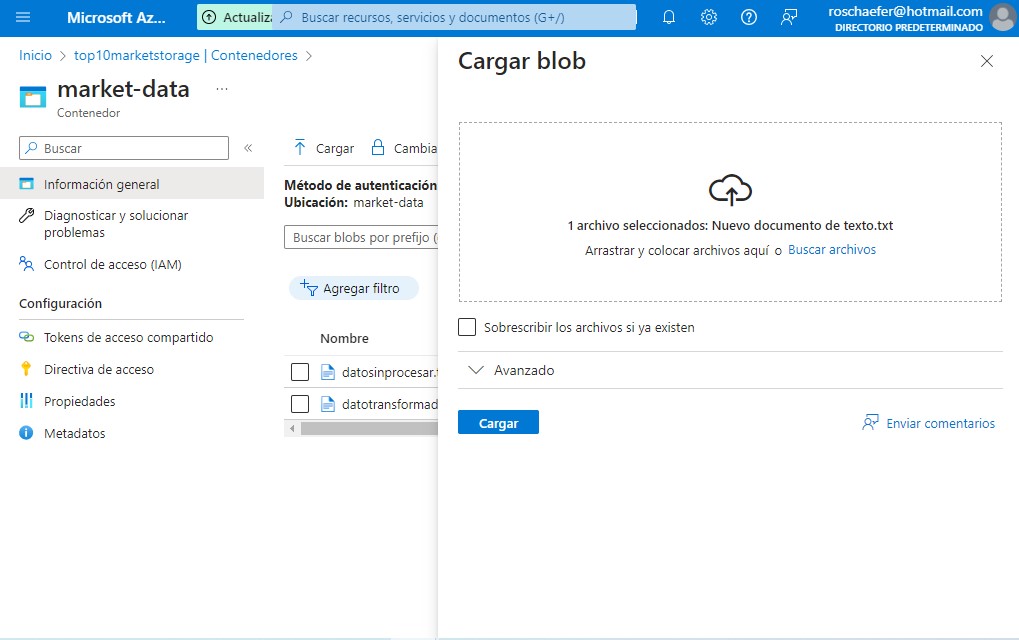 Microsoft Az...
Actualiz
Buscar recursos, servicios y documentos (G+/)
roschaefer@hotmail.com
DIRECTORIO PREDETERMINADO
Inicio > top10marketstorage | Contenedores >
market-data ...
Contenedor
Buscar
«
Información general
Diagnosticar y solucionar
problemas
Control de acceso (IAM)
Configuración
Tokens de acceso compartido
Directiva de acceso
Propiedades
Metadatos
Cargar
Cambia
Método de autenticación
Ubicación: market-data
Buscar blobs por prefijo (
Agregar filtro
Nombre
datosinprocesar.
datotransformad
Cargar blob
1 archivo seleccionados: Nuevo documento de texto.txt
Arrastrar y colocar archivos aquí o Buscar archivos
Sobrescribir los archivos si ya existen
Avanzado
Cargar
Enviar comentarios